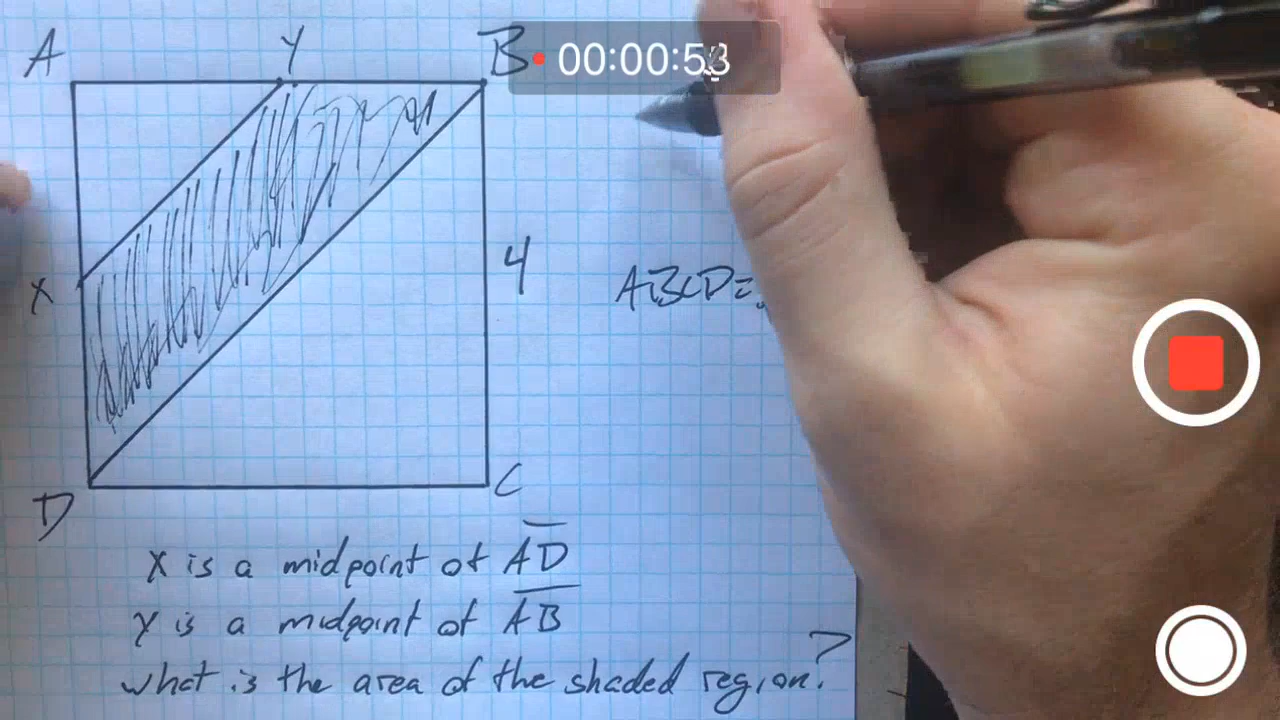 A Y B
00:00:53
X
4
ABCD=
D C
X is a midpoint of AD
Y is a midpoint of AB
what is the area of the shaded region?